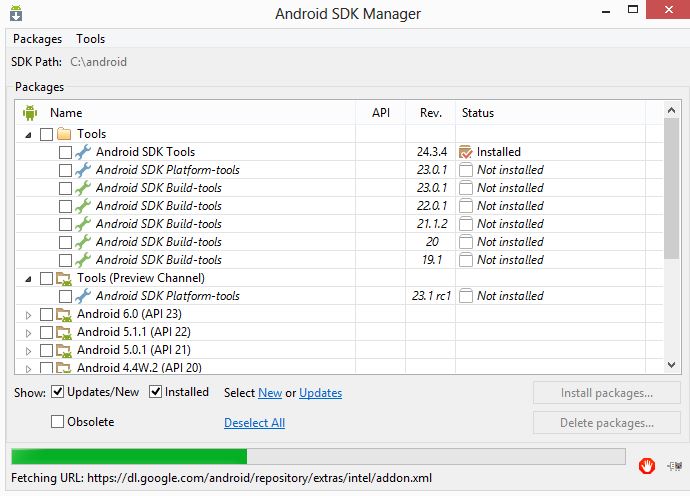 Android SDK Manager
Packages Tools
SDK Path: C:\android
Packages
Name API Rev. Status
Tools
Android SDK Tools 24.3.4 Installed
Android SDK Platform-tools 23.0.1 Not installed
Android SDK Build-tools 23.0.1 Not installed
Android SDK Build-tools 22.0.1 Not installed
Android SDK Build-tools 21.1.2 Not installed
Android SDK Build-tools 20 Not installed
Android SDK Build-tools 19.1 Not installed
Tools (Preview Channel)
Android SDK Platform-tools 23.1 rc1 Not installed
Android 6.0 (API 23)
Android 5.1.1 (API 22)
Android 5.0.1 (API 21)
Android 4.4W.2 (API 20)
Show: Updates/New Installed Select New or Updates Install packages...
Obsolete Deselect All Delete packages...
Fetching URL: https://dl.google.com/android/repository/extras/intel/addon.xml